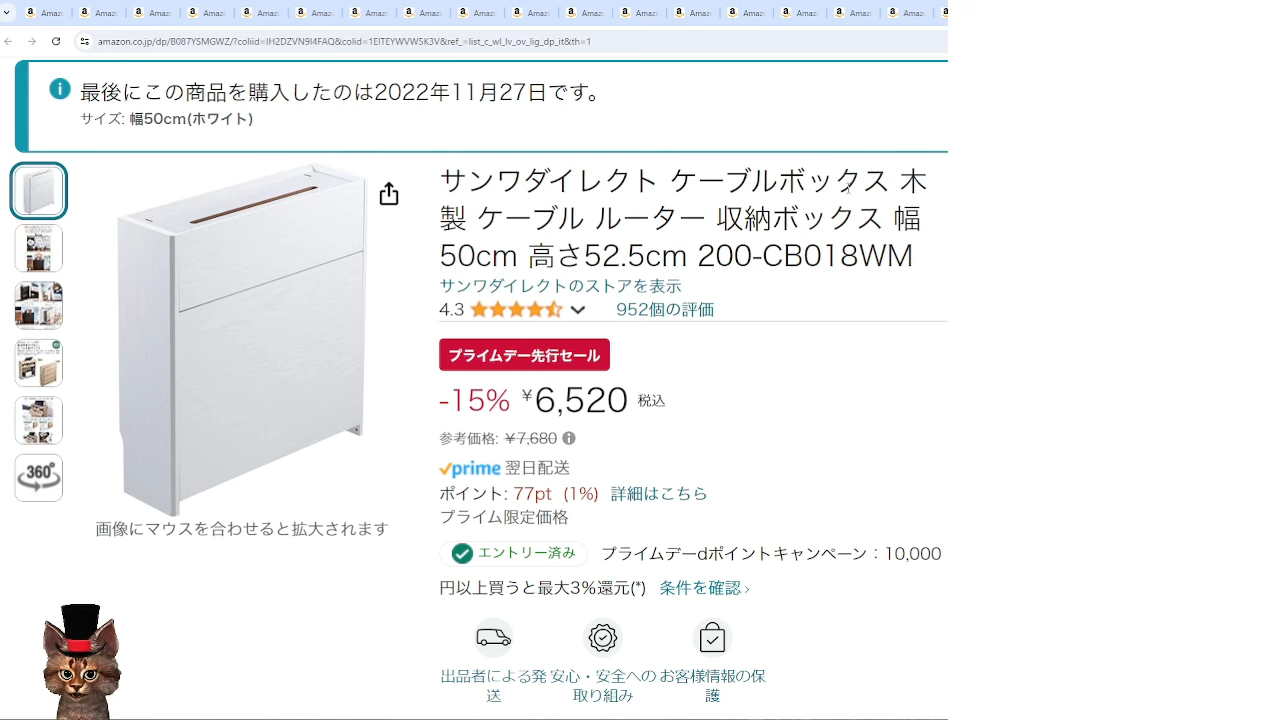 Amaz Amaz Amaz Amaz Amaz Amaz Amaz Amaz Amaz Amaz Amaz
amazon.co.jp/dp/B087YSMGWZ/?coliid=IH2DZVN9I4FAQ&colid=1EITEYWVW5K3V&ref_=list_c_wl_lv_ov_lig_dp_it&th=1
最後にこの商品を購入したのは2022年11月27日です。
サイズ: 幅50cm(ホワイト)
サンワダイレクト ケーブルボックス 木
製 ケーブル ルーター 収納ボックス 幅
50cm 高さ52.5cm 200-CB018WM
サンワダイレクトのストアを表示
4.3 952個の評価
プライムデー先行セール
-15% ¥6,520 税込
参考価格: ¥7,680
prime 翌日配送
ポイント: 77pt (1%) 詳細はこちら
プライム限定価格
エントリー済み プライムデーdポイントキャンペーン：10,000
円以上買うと最大3％還元(*) 条件を確認
出品者による発
送
安心・安全への
取り組み
お客様情報の保
護
360°
画像にマウスを合わせると拡大されます